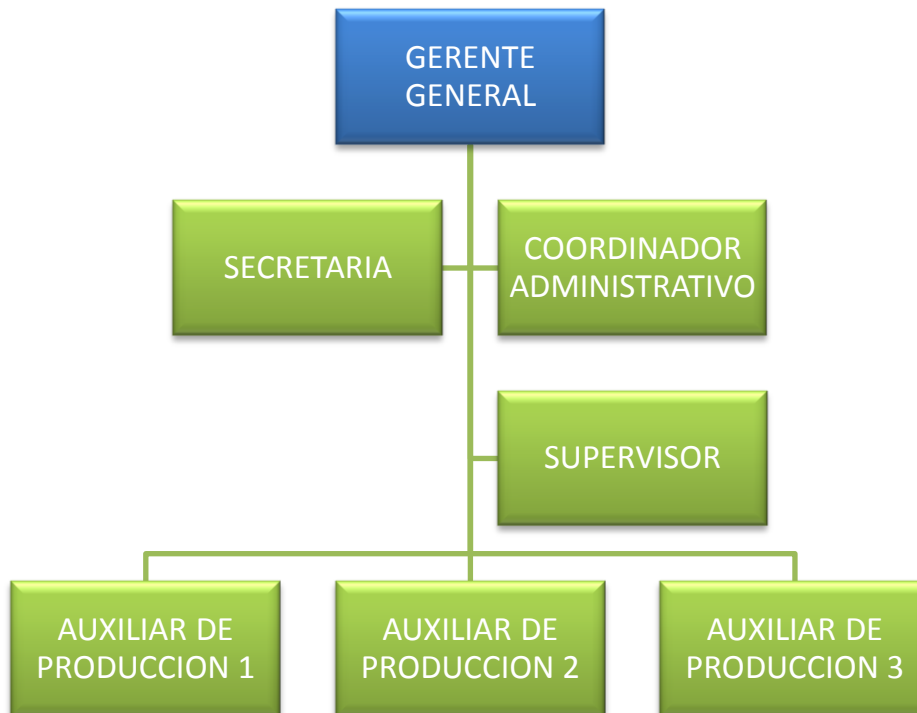 GERENTE
GENERAL
SECRETARIA
COORDINADOR
ADMINISTRATIVO
SUPERVISOR
AUXILIAR DE
PRODUCCION 1
AUXILIAR DE
PRODUCCION 2
AUXILIAR DE
PRODUCCION 3